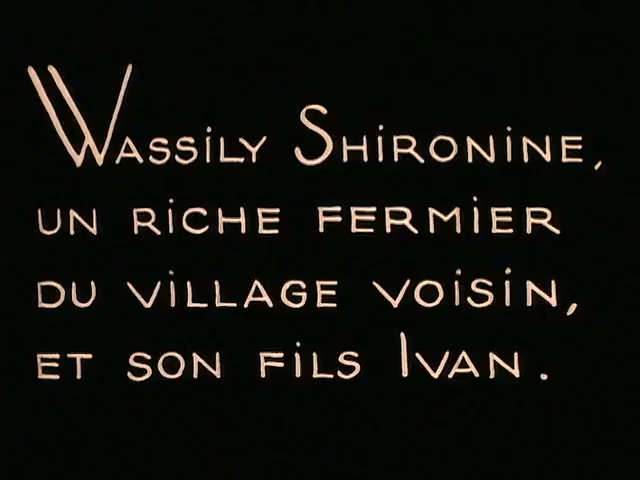 Wassily Shironine,
un riche fermier
du village voisin,
et son fils Ivan.